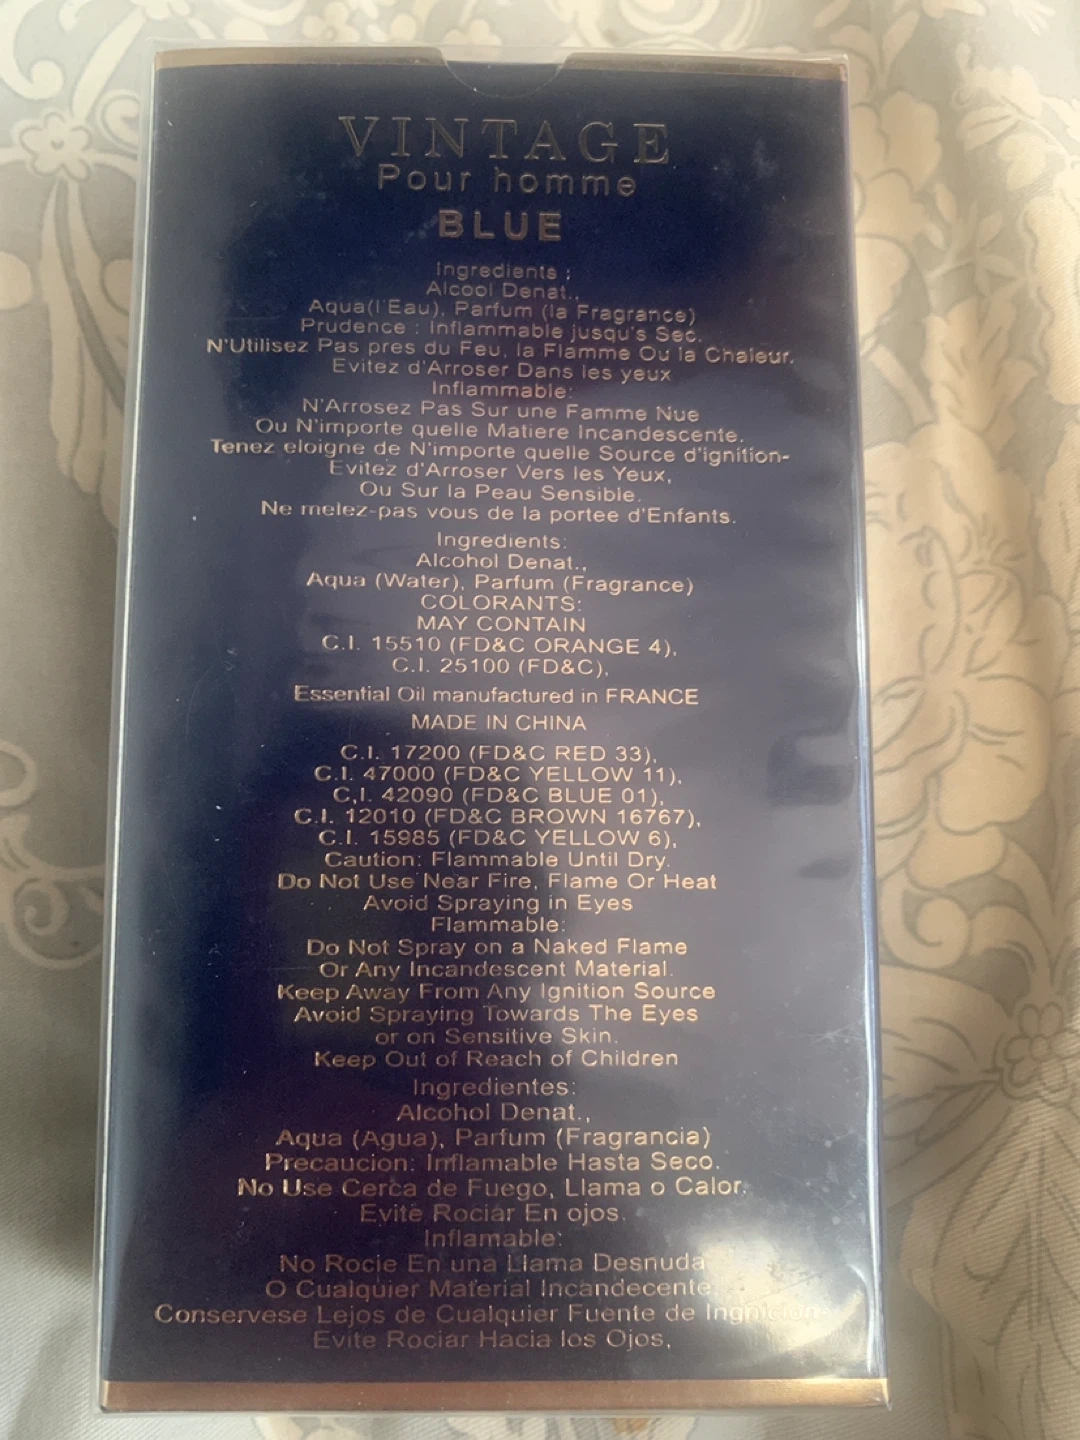 VINTAGE
Pour homme
BLUE
Ingredients :
Alcool Denat.,
Aqua(l'Eau), Parfum (la Fragrance)
Prudence : Inflammable jusqu's Sec.
N'Utilisez Pas pres du Feu, la Flamme Ou la Chaleur.
Evitez d'Arroser Dans les yeux
Inflammable:
N'Arrosez Pas Sur une Famme Nue
Ou N'importe quelle Matiere Incandescente.
Tenez eloigne de N'importe quelle Source d'ignition-
Evitez d'Arroser Vers les Yeux,
Ou Sur la Peau Sensible.
Ne melez-pas vous de la portee d'Enfants.
Ingredients:
Alcohol Denat.,
Aqua (Water), Parfum (Fragrance)
COLORANTS:
MAY CONTAIN
C.I. 15510 (FD&C ORANGE 4),
C.I. 25100 (FD&C),
Essential Oil manufactured in FRANCE
MADE IN CHINA
C.I. 17200 (FD&C RED 33),
C.I. 47000 (FD&C YELLOW 11),
C,I. 42090 (FD&C BLUE 01),
C.I. 12010 (FD&C BROWN 16767),
C.I. 15985 (FD&C YELLOW 6),
Caution: Flammable Until Dry.
Do Not Use Near Fire, Flame Or Heat
Avoid Spraying in Eyes
Flammable:
Do Not Spray on a Naked Flame
Or Any Incandescent Material.
Keep Away From Any Ignition Source
Avoid Spraying Towards The Eyes
or on Sensitive Skin.
Keep Out of Reach of Children
Ingredientes:
Alcohol Denat.,
Aqua (Agua), Parfum (Fragrancia)
Precaucion: Inflamable Hasta Seco.
No Use Cerca de Fuego, Llama o Calor.
Evite Rociar En ojos.
Inflamable:
No Rocie En una Llama Desnuda
O Cualquier Material Incandecente.
Conservese Lejos de Cualquier Fuente de Ingnicion-
Evite Rociar Hacia los Ojos,